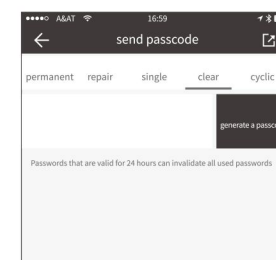 A&AT 16:59
send passcode
permanent repair single clear cyclic
generate a passc
Passwords that are valid for 24 hours can invalidate all used passwords